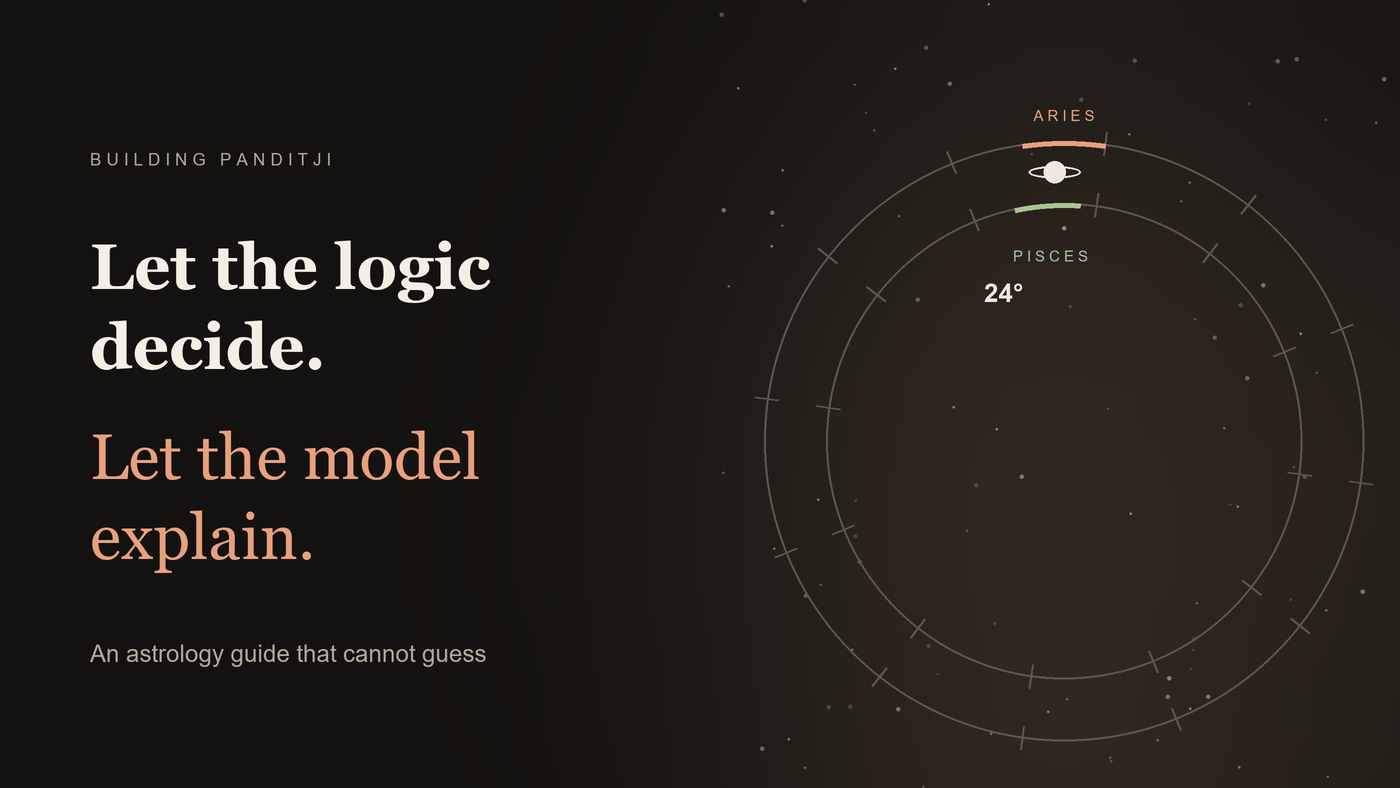 BUILDING PANDITJI
Let the logic
decide.
Let the model
explain.
An astrology guide that cannot guess
ARIES
PISCES
24°